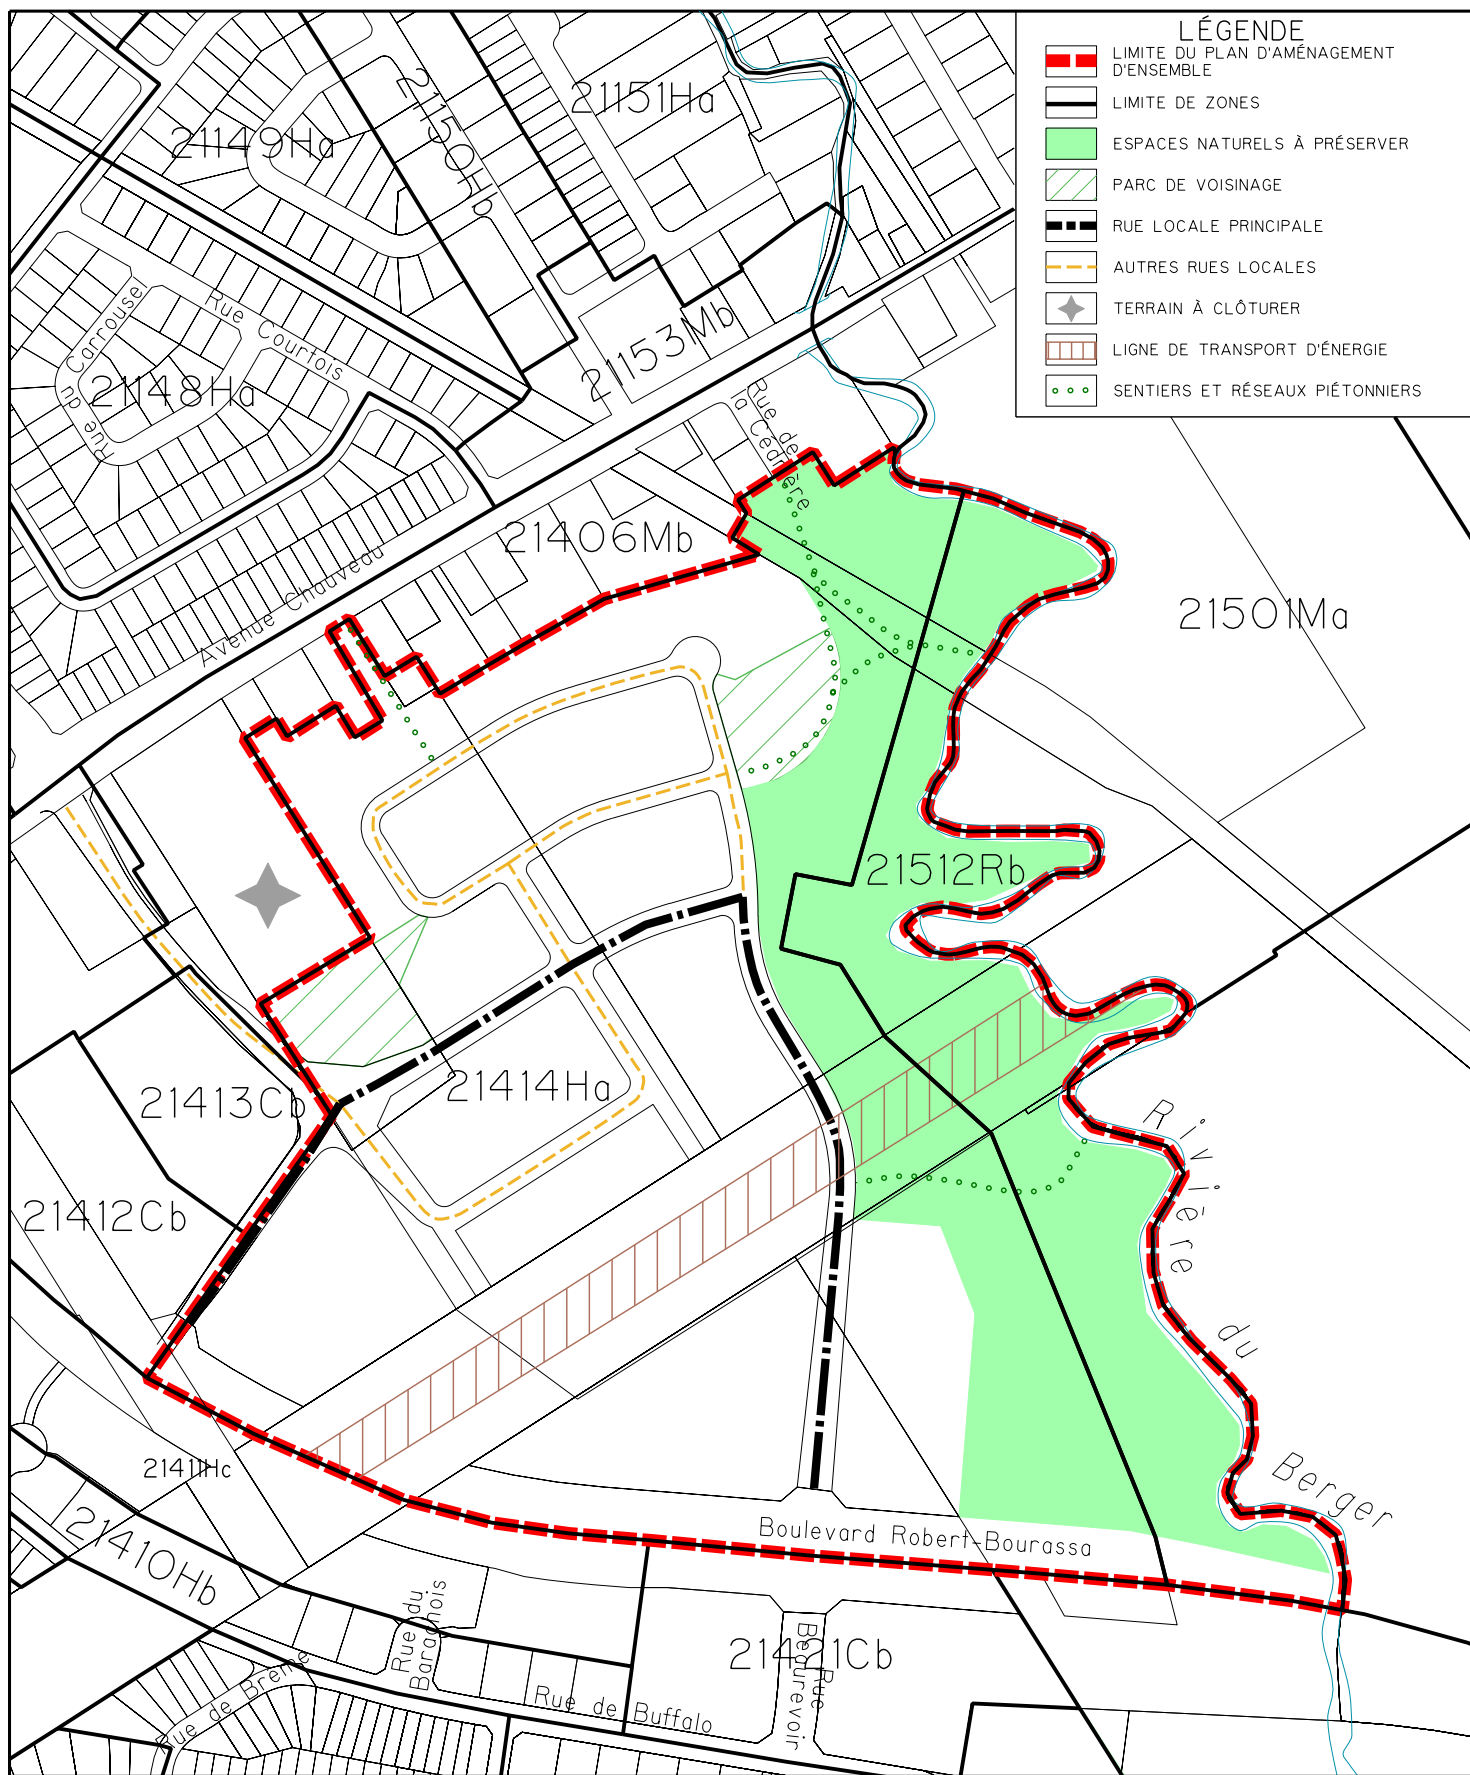 LÉGENDE
LIMITE DU PLAN D'AMÉNAGEMENT
D'ENSEMBLE
LIMITE DE ZONES
ESPACES NATURELS À PRÉSERVER
PARC DE VOISINAGE
RUE LOCALE PRINCIPALE
AUTRES RUES LOCALES
TERRAIN À CLÔTURER
LIGNE DE TRANSPORT D'ÉNERGIE
SENTIERS ET RÉSEAUX PIÉTONNIERS
21149Ha
21150Hb
21151Ha
21153Mb
Rue Courtois
Rue du Carrouse
21148Ha
Rue de
la Cédrière
21406Mb
Avenue Chauveau
21501Ma
21512Rb
21414Ha
21413Cb
21412Cb
Rivière du Berger
21411Hc
21410Hb
Boulevard Robert-Bourassa
Rue du
Baragnois
21421Cb
Rue
Beaurevoir
Rue de Brême
Rue de Buffalo